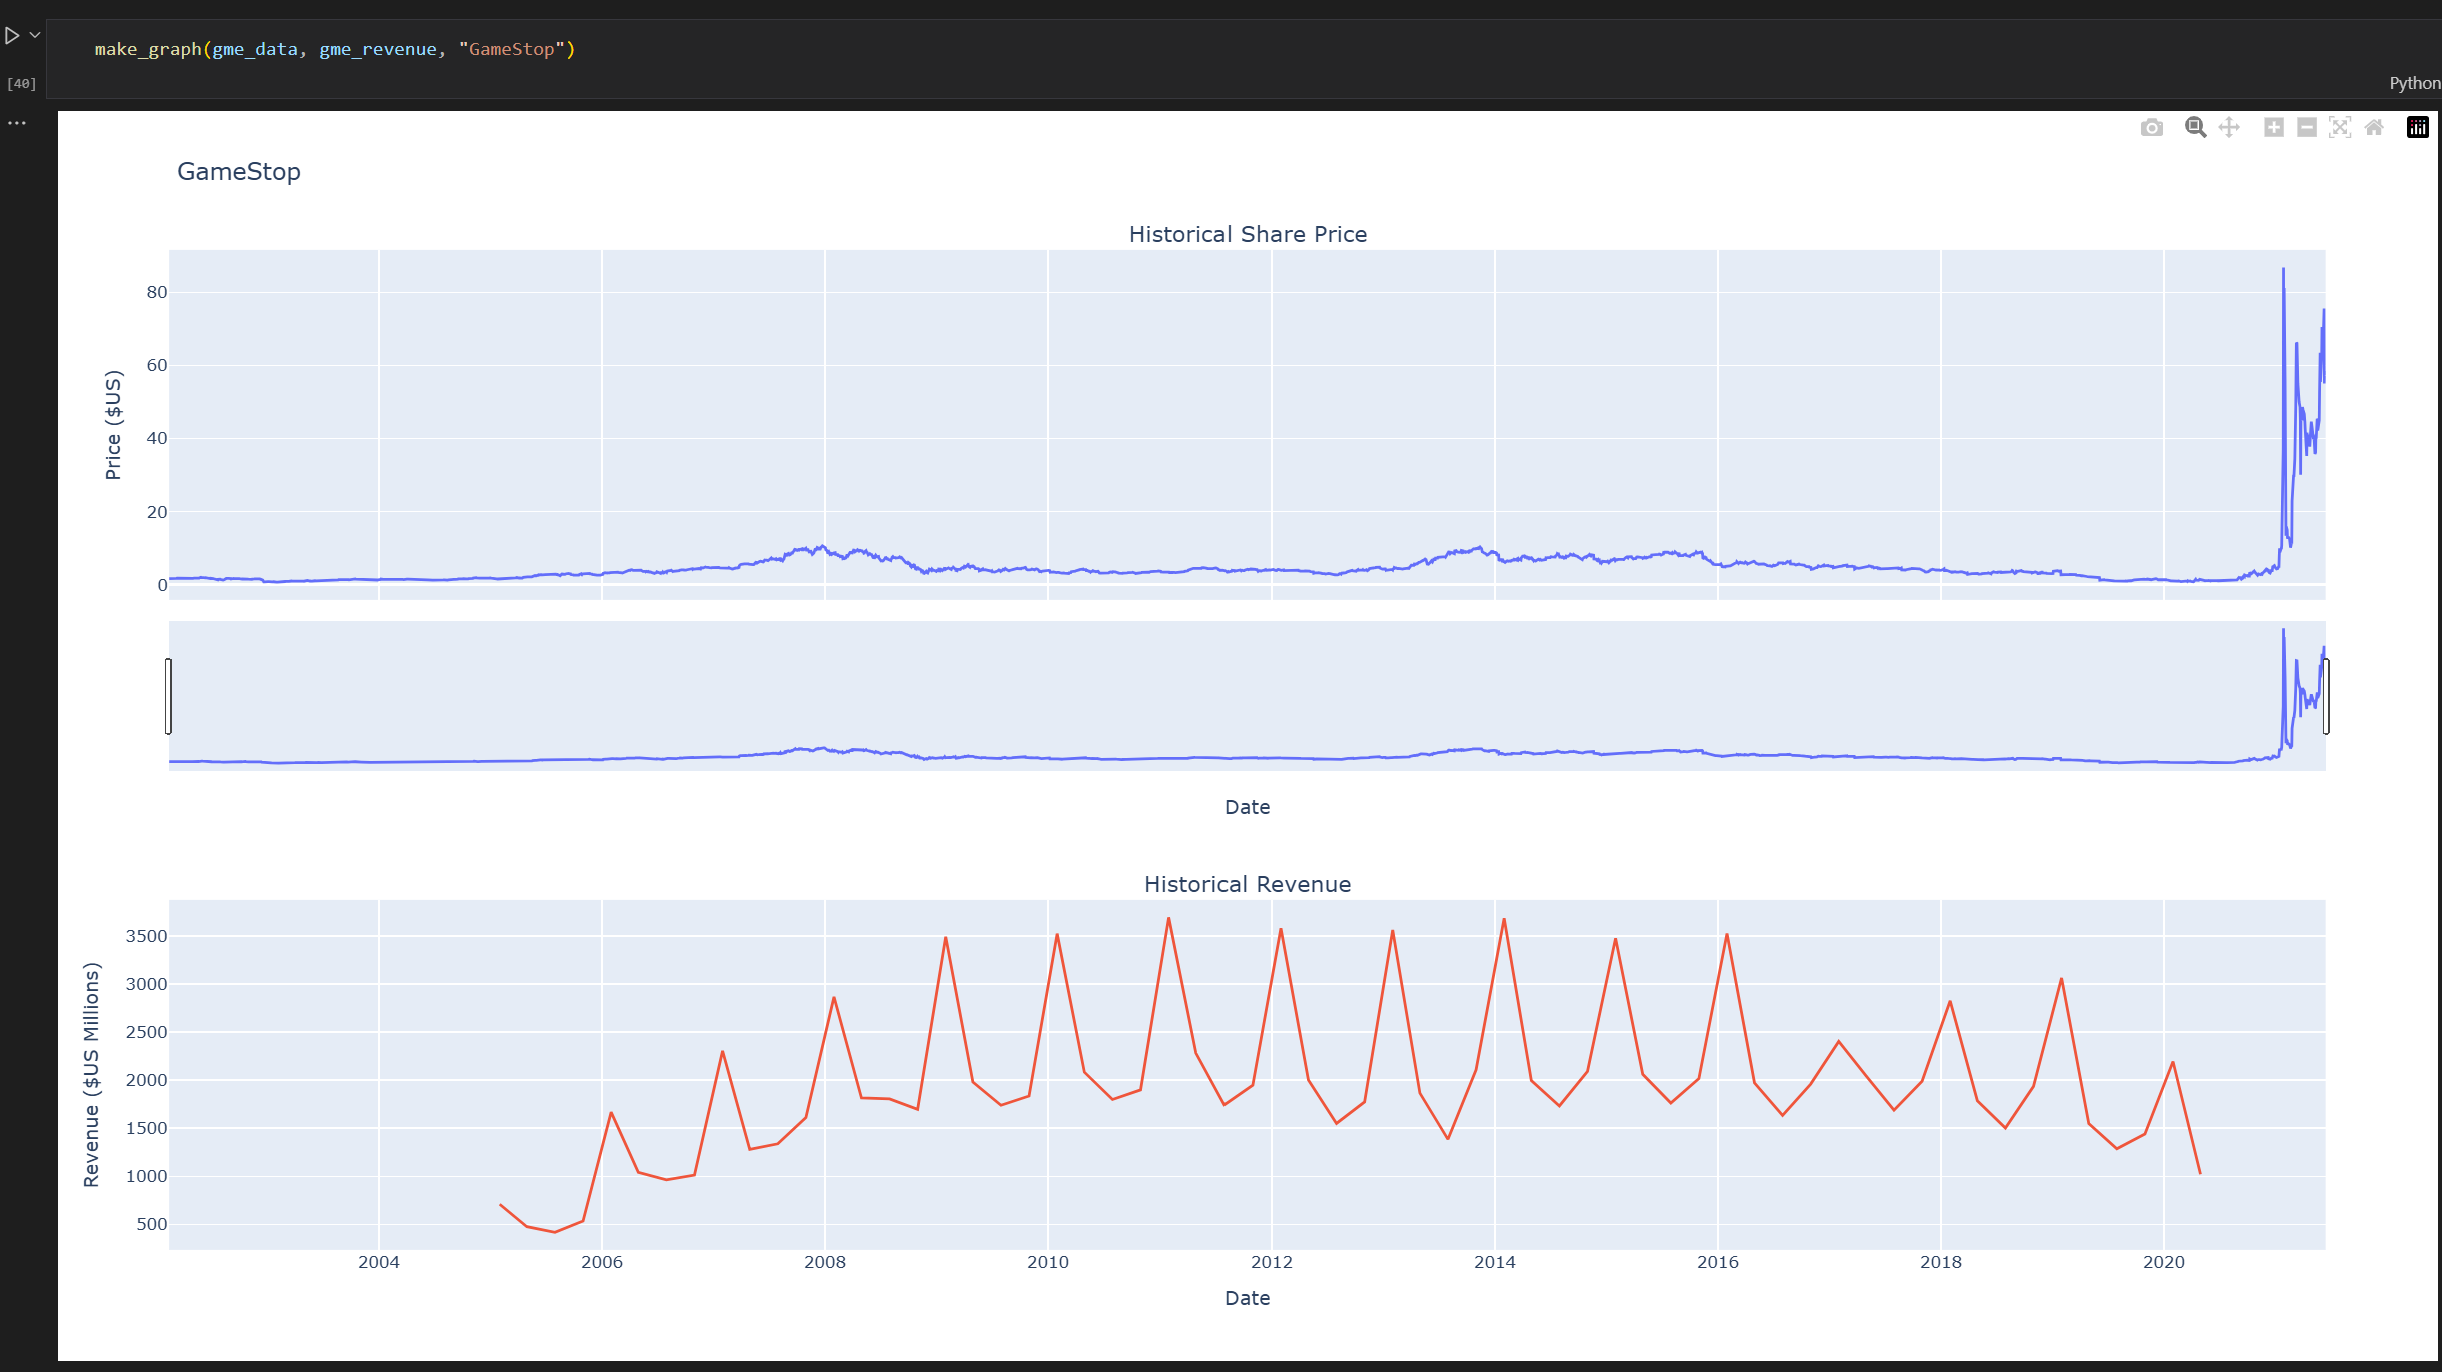 make_graph(gme_data, gme_revenue, "GameStop")
[40]
Python
...
GameStop
Historical Share Price
80
60
40
20
0
Price ($US)
Date
Historical Revenue
3500
3000
2500
2000
1500
1000
500
Revenue ($US Millions)
2004 2006 2008 2010 2012 2014 2016 2018 2020
Date